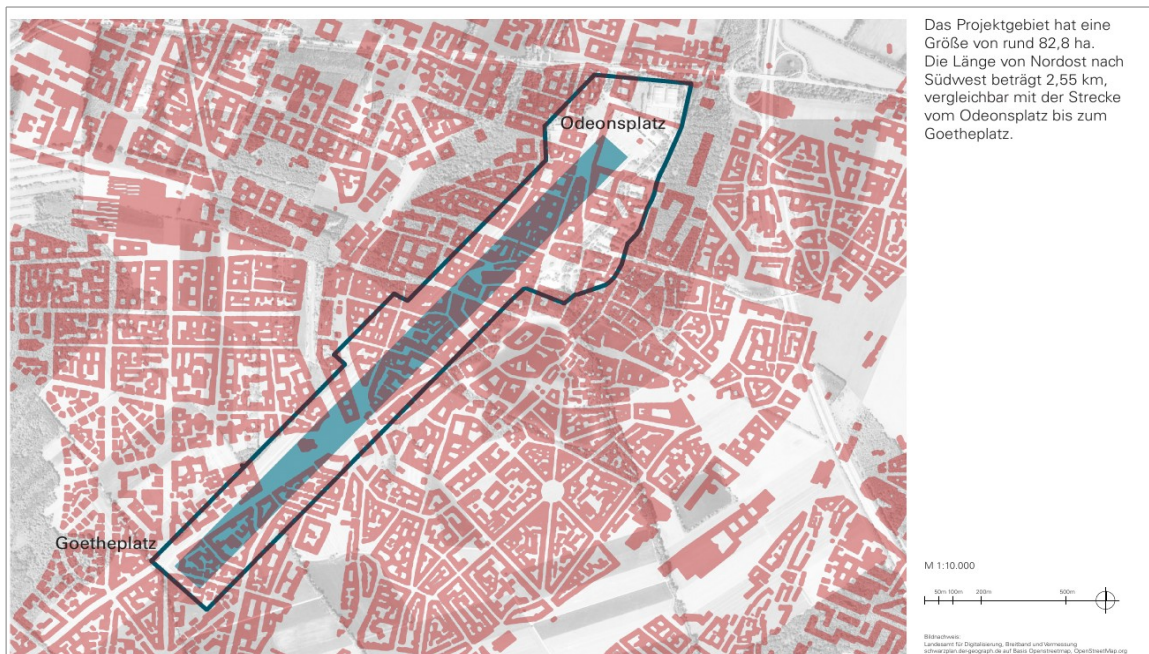 Das Projektgebiet hat eine
Größe von rund 82,8 ha.
Die Länge von Nordost nach
Südwest beträgt 2,55 km,
vergleichbar mit der Strecke
vom Odeonsplatz bis zum
Goetheplatz.
Odeonsplatz
Goetheplatz
M 1:10.000
50m 100m 200m 500m
Bildnachweis:
Landesamt für Digitalisierung, Breitband und Vermessung
schwarzplan.der-geograph.de auf Basis Openstreetmap, OpenStreetMap.org